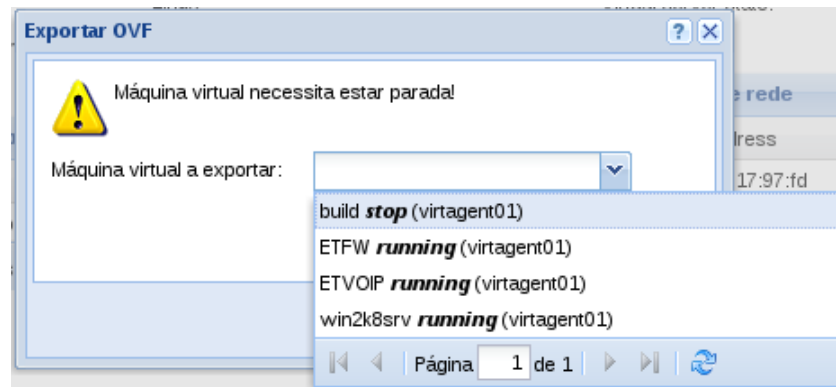 Exportar OVF
Máquina virtual necessita estar parada!
e rede
Máquina virtual a exportar:
dress
17:97:fd
build stop (virtagent01)
ETFW running (virtagent01)
ETVOIP running (virtagent01)
win2k8srv running (virtagent01)
Página 1 de 1